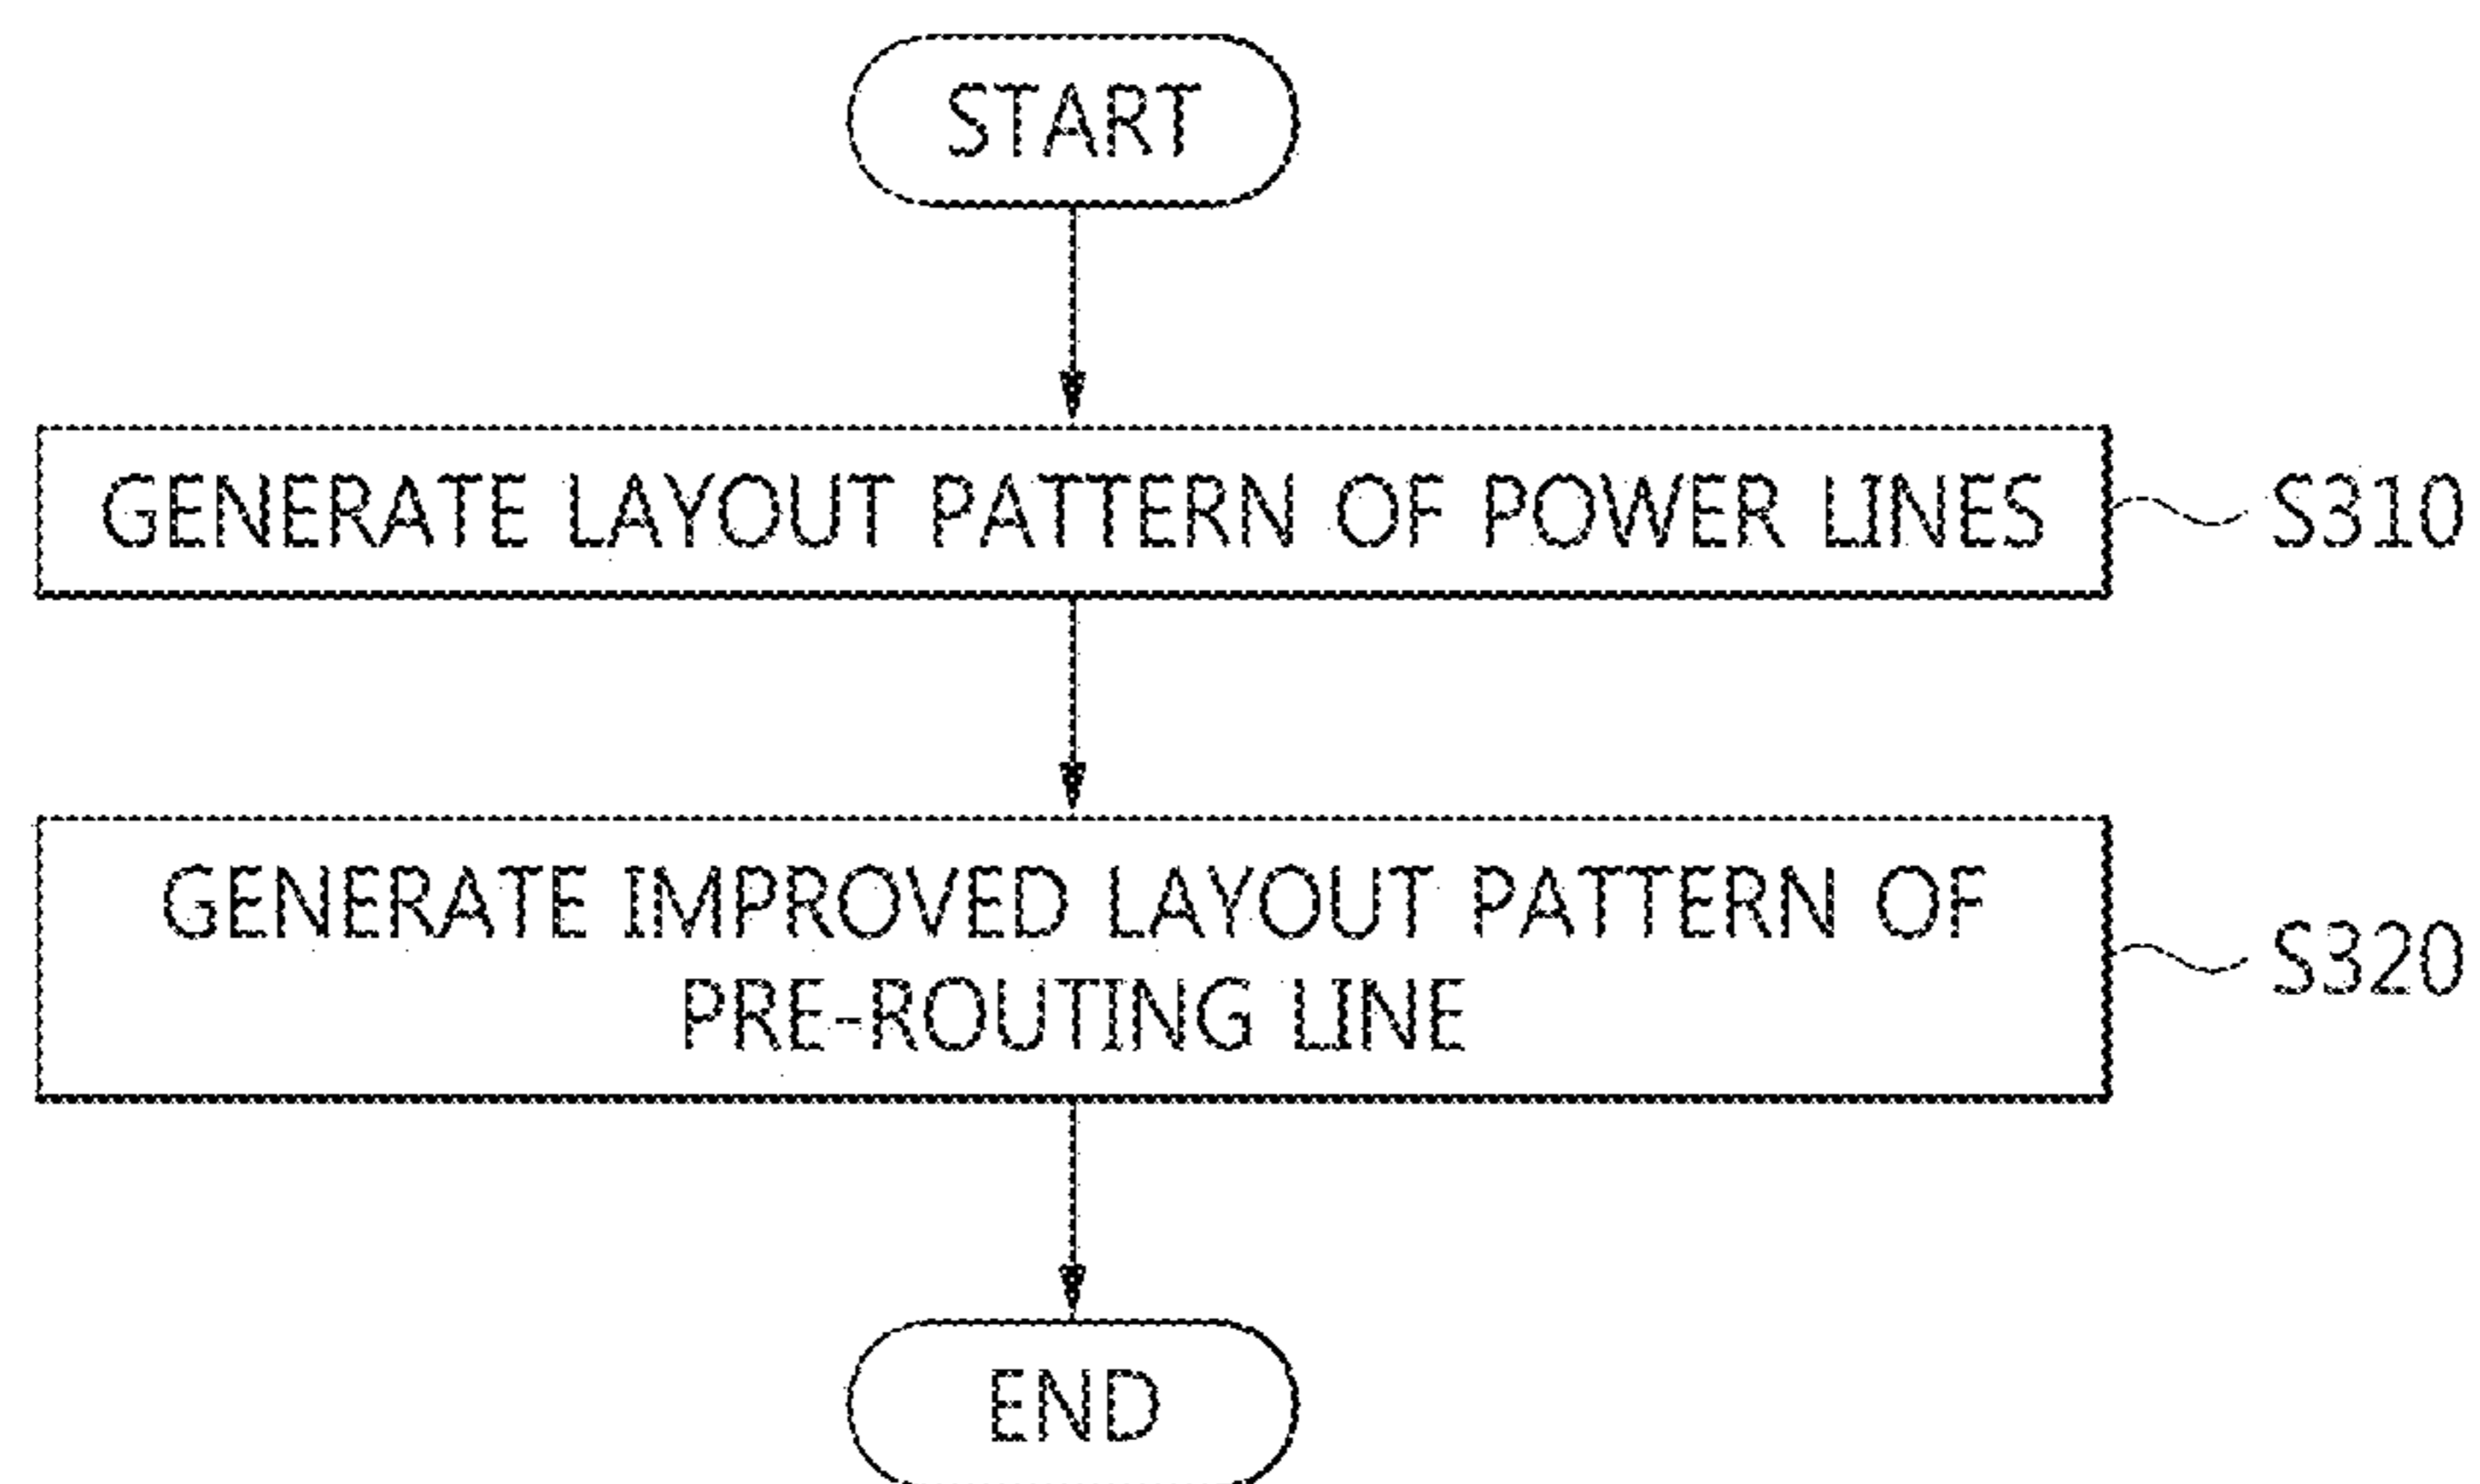 START
GENERATE LAYOUT PATTERN OF POWER LINES
S310
GENERATE IMPROVED LAYOUT PATTERN OF
PRE-ROUTING LINE
S320
END